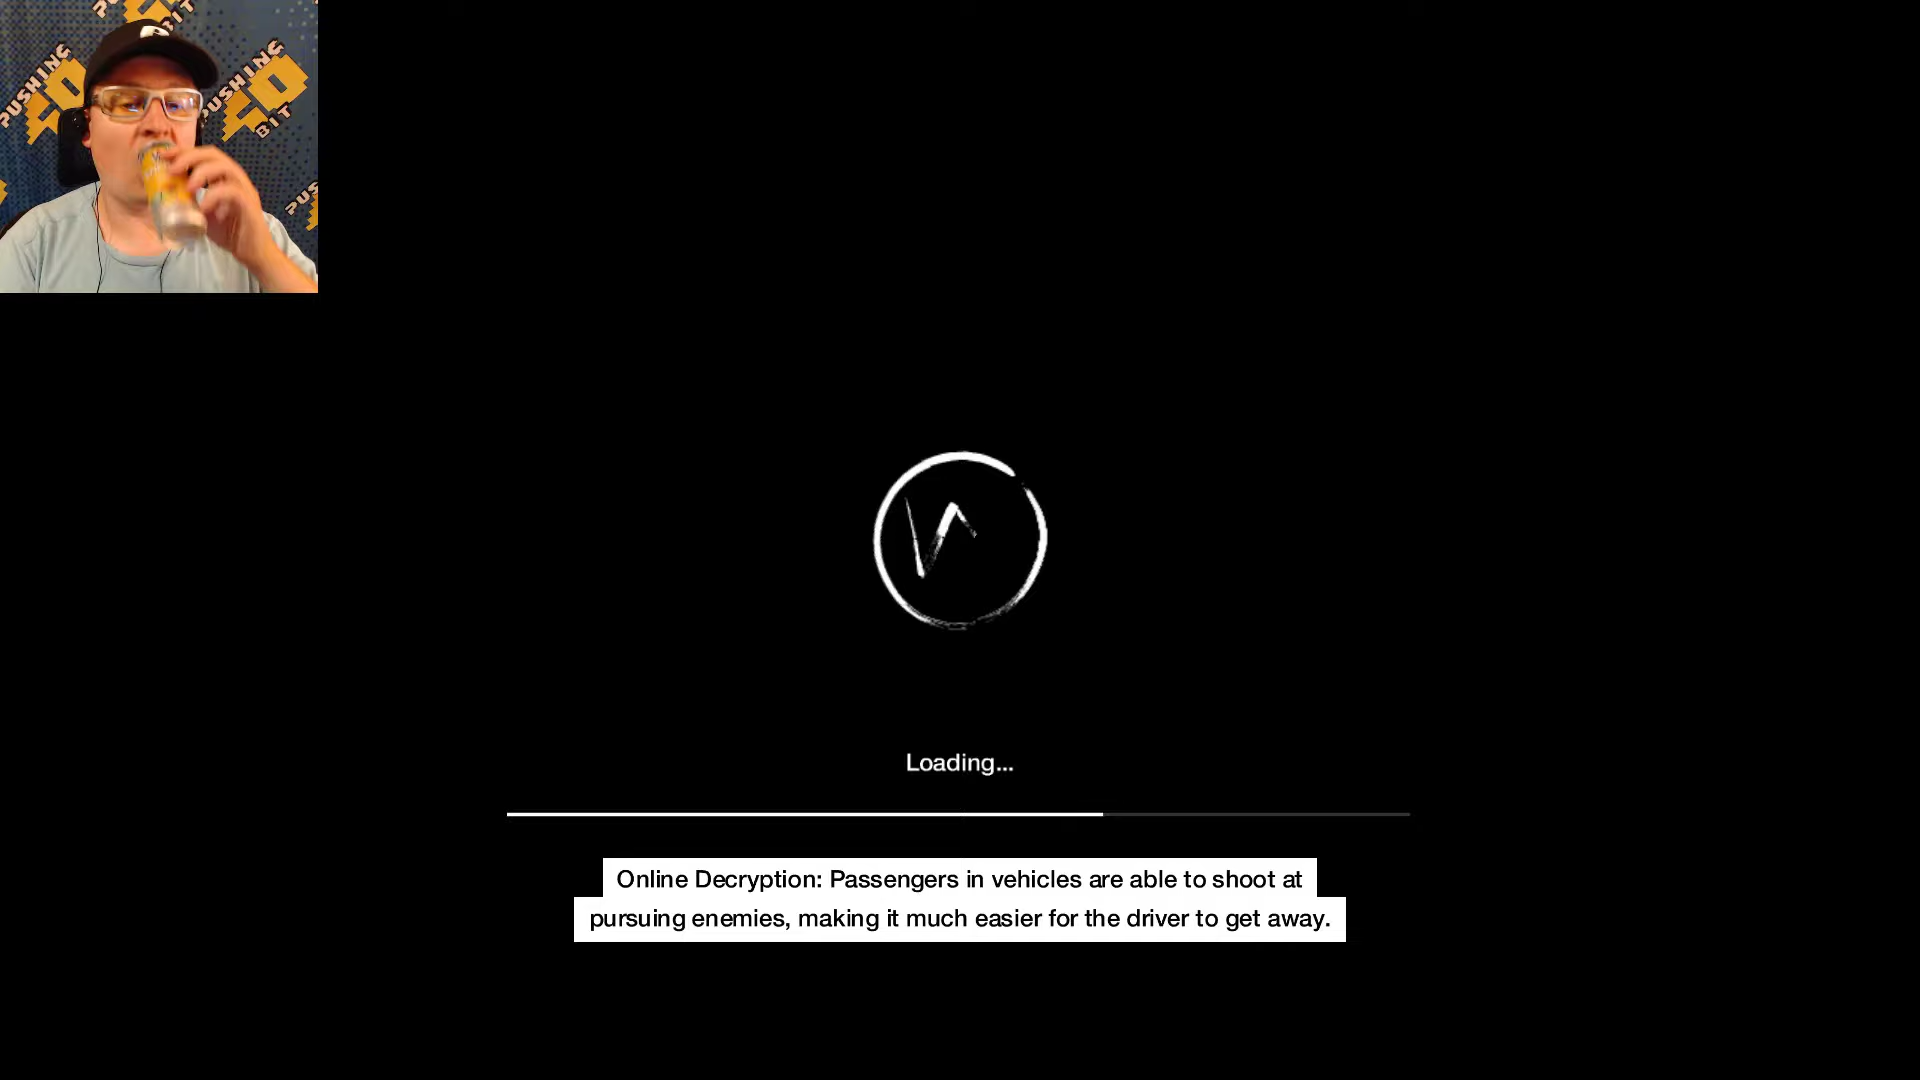 PUSHING
BIT
PUSHING
BIT
Loading...
Online Decryption: Passengers in vehicles are able to shoot at
pursuing enemies, making it much easier for the driver to get away.